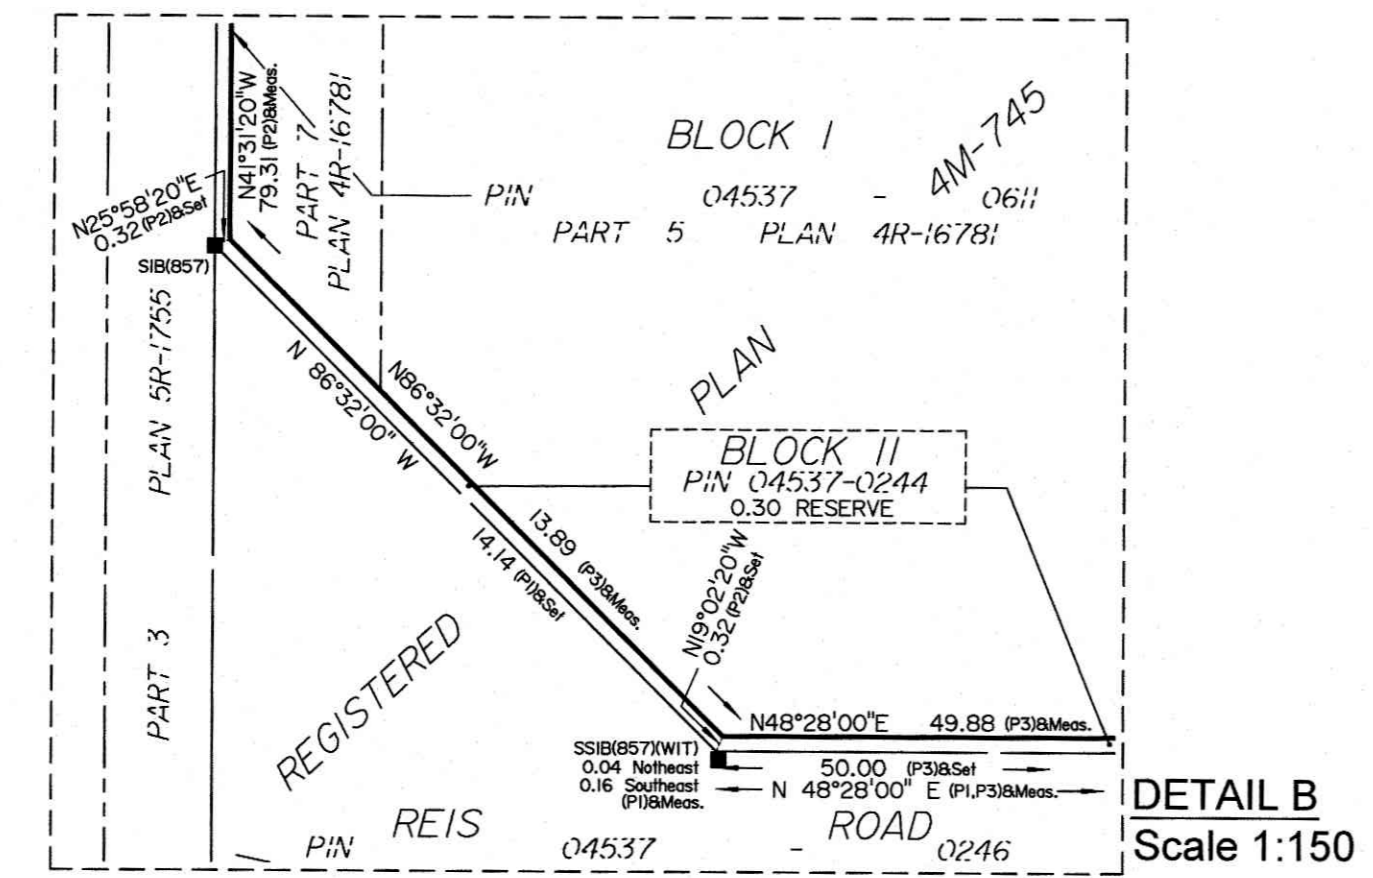 N41°31'20"W
79.31 (P2)&Meas.
PART 7
PLAN 4R-16781
BLOCK 1
4M-745
PIN 04537 - 0611
PART 5 PLAN 4R-16781
N25°58'20"E
0.32 (P2)&Set
SIB(857)
PLAN 5R-1755
PART 3
N 86°32'00" W
N86°32'00"W
PLAN
BLOCK 11
PIN 04537-0244
0.30 RESERVE
13.89 (P3)&Meas.
14.14 (P1)&Set
N19°02'20"W
0.32 (P2)&Set
REGISTERED
N48°28'00"E 49.88 (P3)&Meas.
SSIB(857)(WIT)
0.04 Notheast
0.16 Southeast
(P1)&Meas.
50.00 (P3)&Set
N 48°28'00" E (P1,P3)&Meas.
REIS ROAD
PIN 04537 - 0246
DETAIL B
Scale 1:150